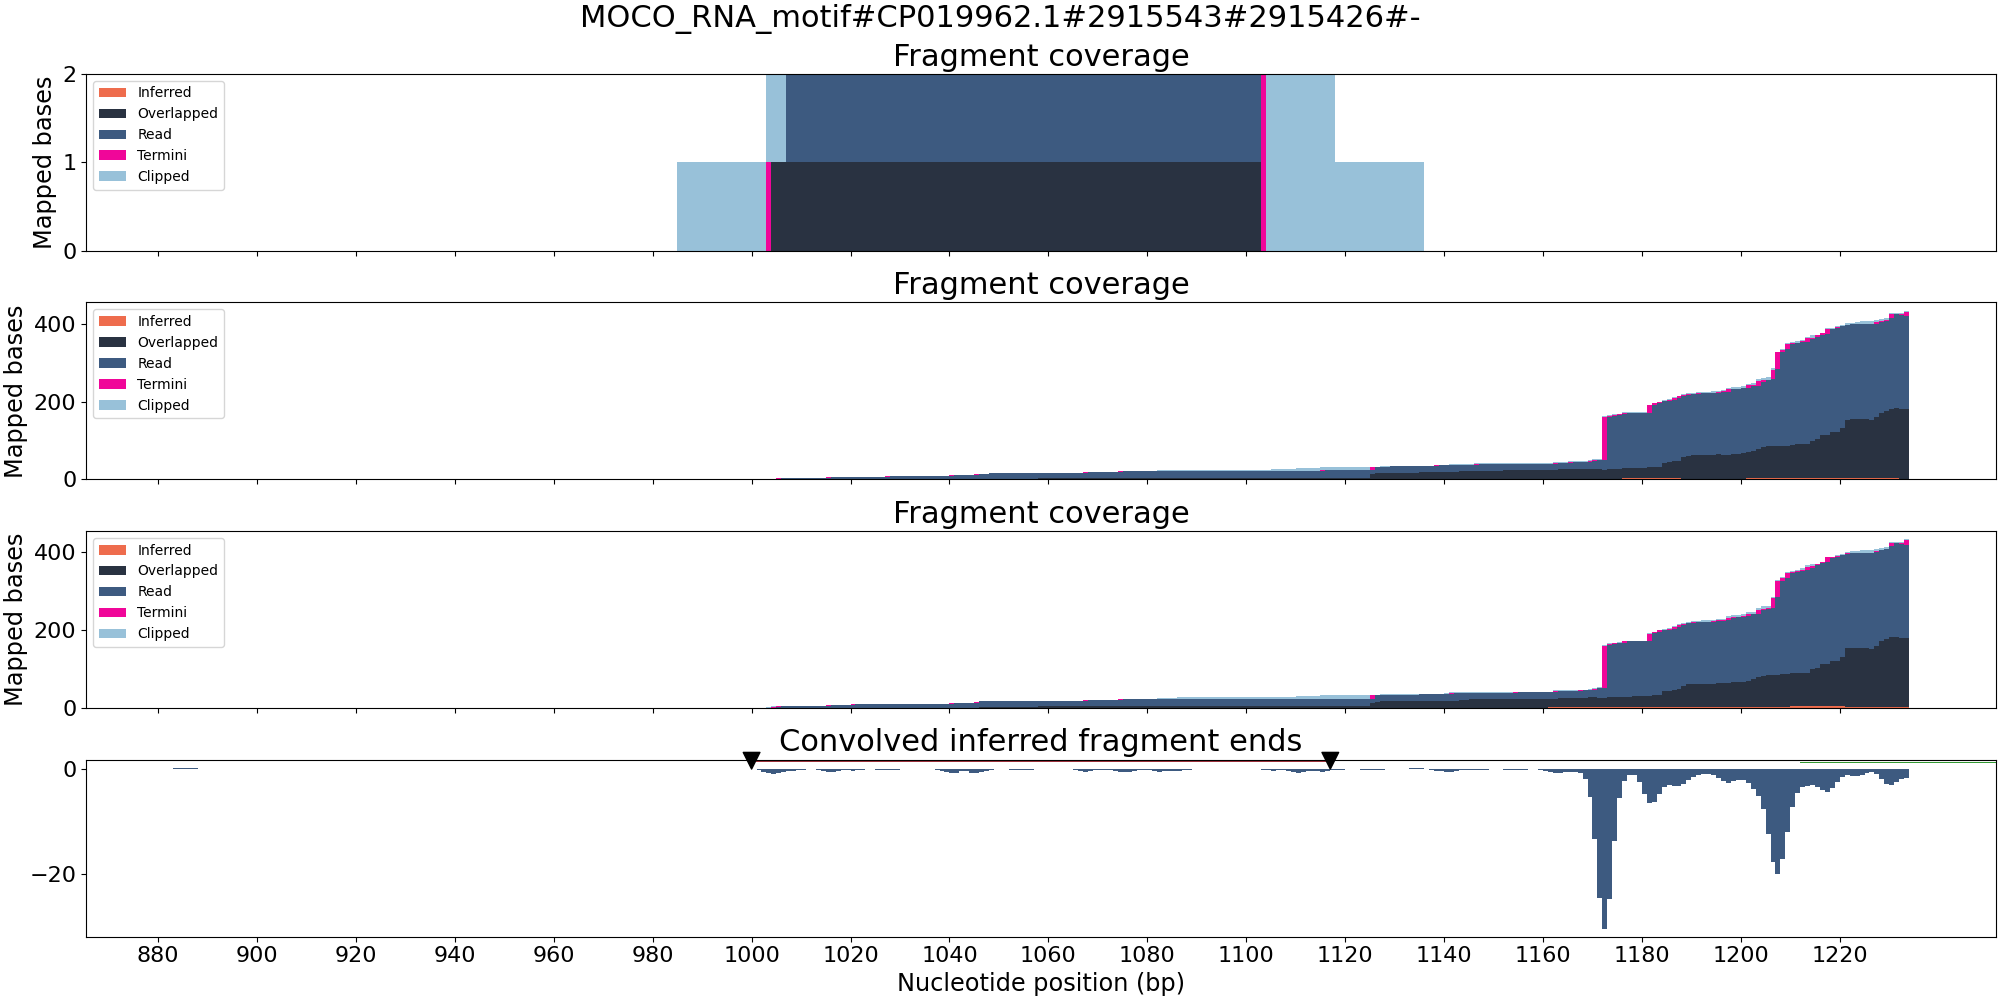 MOCO_RNA_motif#CP019962.1#2915543#2915426#-
Fragment coverage
Mapped bases
2
1
0
Inferred
Overlapped
Read
Termini
Clipped
Fragment coverage
Mapped bases
400
200
0
Inferred
Overlapped
Read
Termini
Clipped
Fragment coverage
Mapped bases
400
200
0
Inferred
Overlapped
Read
Termini
Clipped
Convolved inferred fragment ends
0
−20
880 900 920 940 960 980 1000 1020 1040 1060 1080 1100 1120 1140 1160 1180 1200 1220
Nucleotide position (bp)